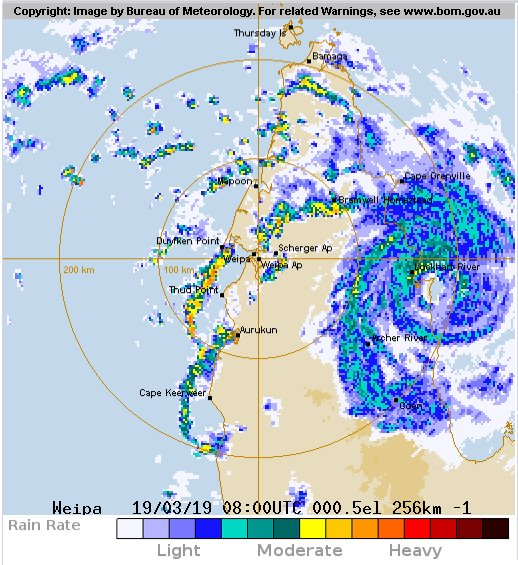 Copyright: Image by Bureau of Meteorology. For related Warnings, see www.bom.gov.au
Thursday Is
Bamaga
Cape Grenville
Mapoon
Bramwell Homestead
Duyfken Point
Scherger Ap
Weipa
Weipa Ap
Lockhart River
200 km
100 km
Thud Point
Aurukun
Archer River
Cape Keerweer
Coen
Weipa 19/03/19 08:00UTC 000.5el 256km -1
Rain Rate
Light Moderate Heavy